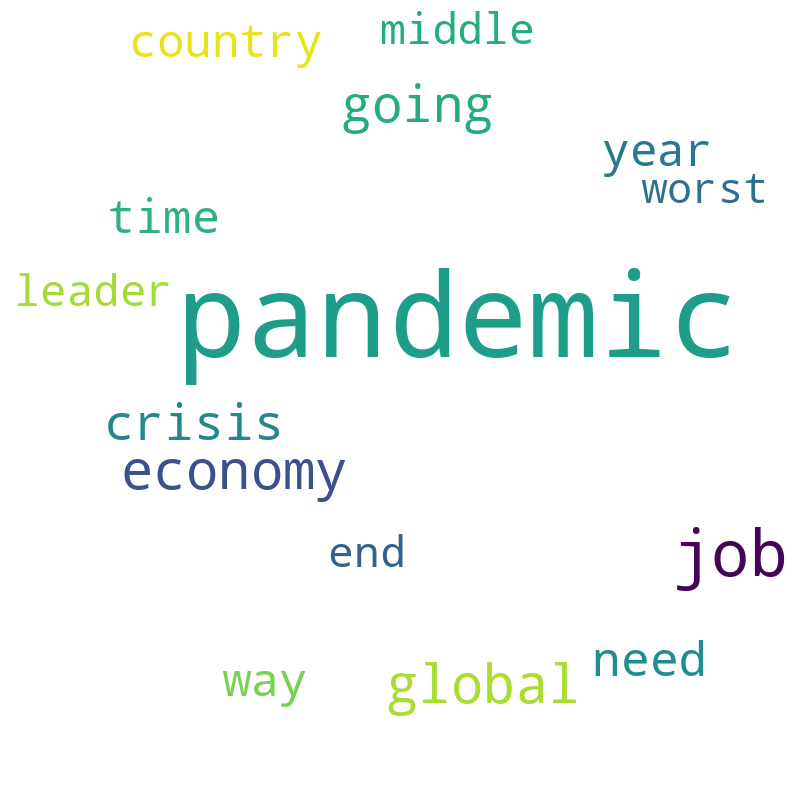 country
middle
going
year
worst
time
leader
pandemic
crisis
economy
end
job
need
way
global